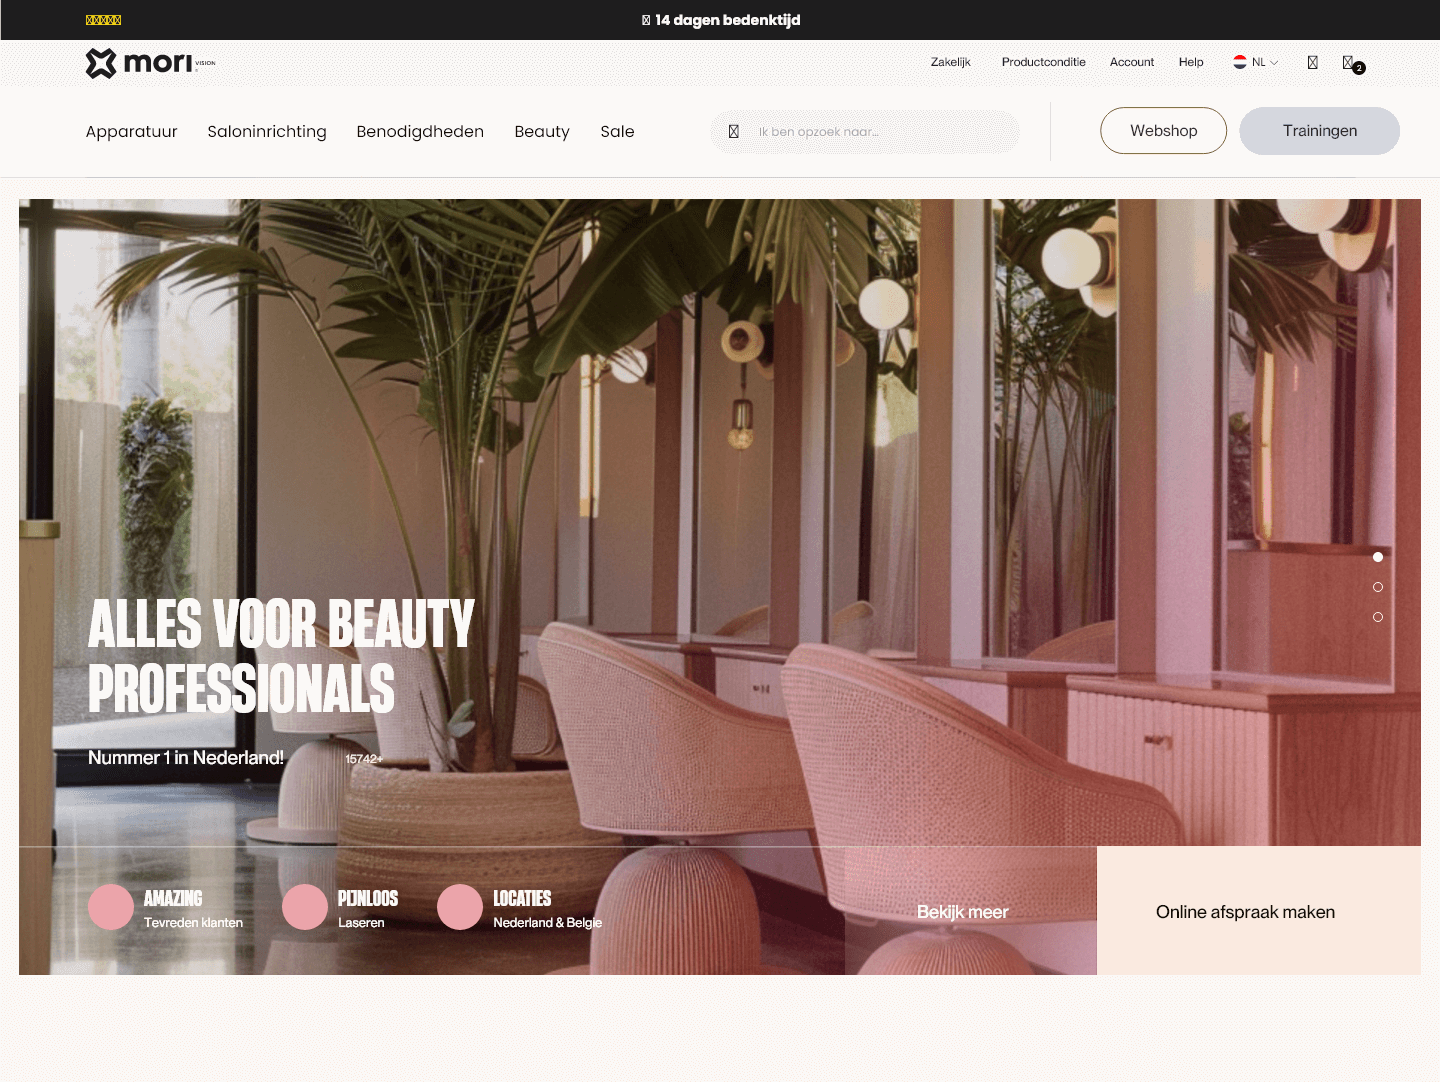 14 dagen bedenktijd
mori VISION
Zakelijk
Productconditie
Account
Help
NL
2
Apparatuur
Saloninrichting
Benodigdheden
Beauty
Sale
Ik ben opzoek naar...
Webshop
Trainingen
ALLES VOOR BEAUTY
PROFESSIONALS
Nummer 1 in Nederland!
15742+
AMAZING
Tevreden klanten
PIJNLOOS
Laseren
LOCATIES
Nederland & Belgie
Bekijk meer
Online afspraak maken